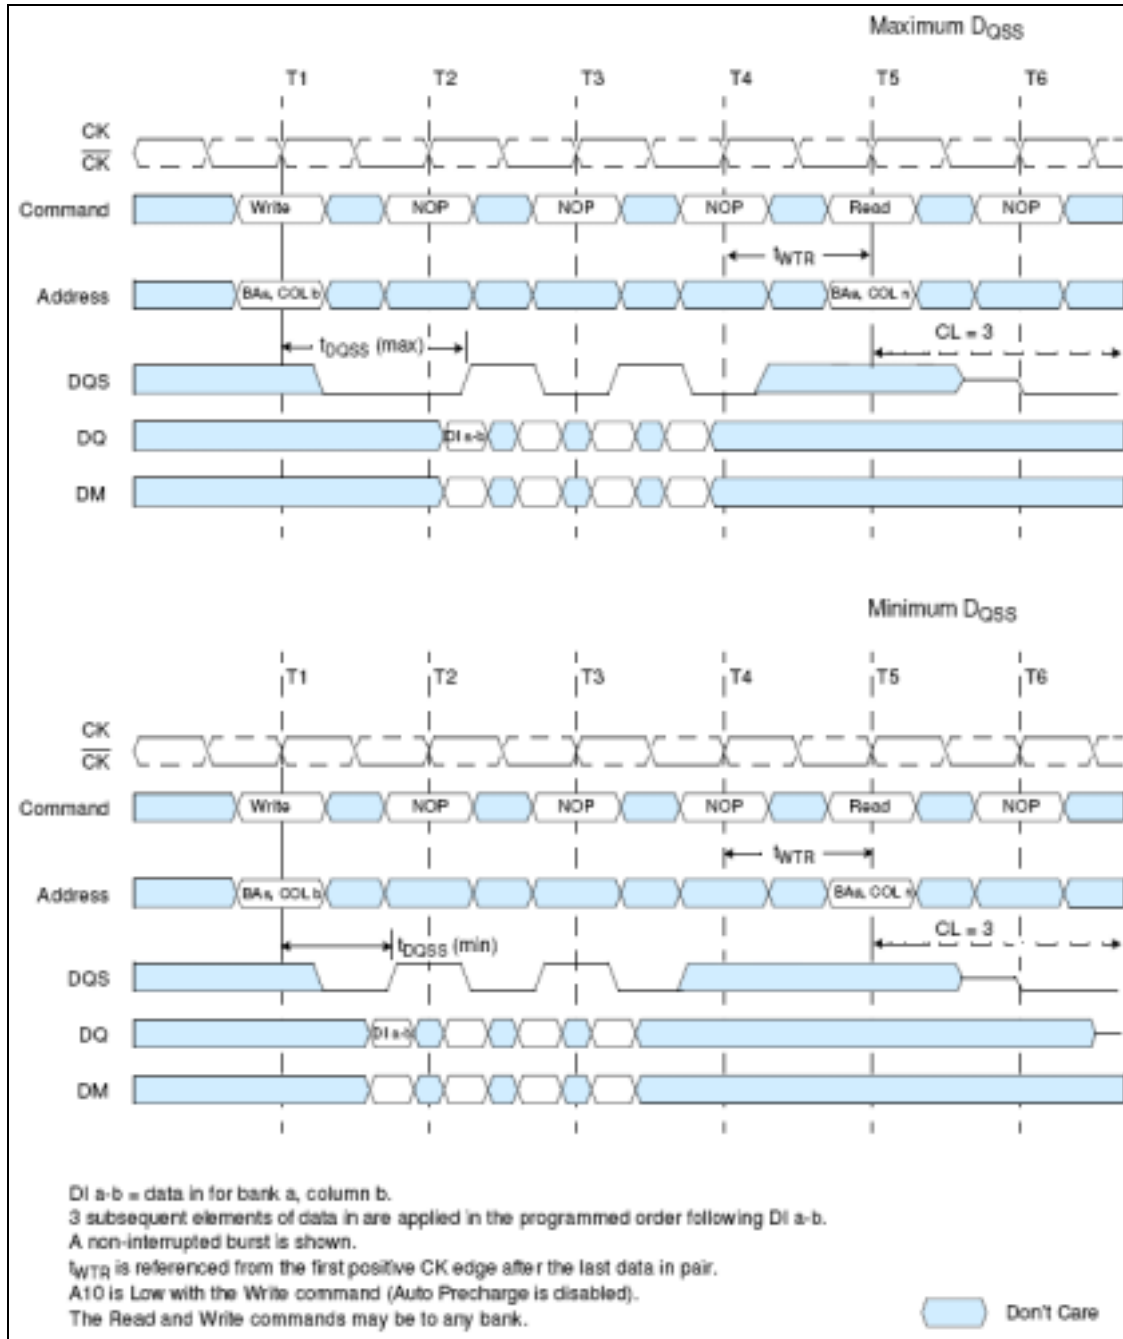 Maximum DQSS
T1 T2 T3 T4 T5 T6
CK
CK
Command Write NOP NOP NOP Read NOP
tWTR
Address BAa, COL b BAa, COL n
tDQSS (max) CL = 3
DQS
DQ DI a-b
DM
Minimum DQSS
T1 T2 T3 T4 T5 T6
CK
CK
Command Write NOP NOP NOP Read NOP
tWTR
Address BAa, COL b BAa, COL n
tDQSS (min) CL = 3
DQS
DQ DI a-b
DM
DI a-b = data in for bank a, column b.
3 subsequent elements of data in are applied in the programmed order following DI a-b.
A non-interrupted burst is shown.
tWTR is referenced from the first positive CK edge after the last data in pair.
A10 is Low with the Write command (Auto Precharge is disabled).
The Read and Write commands may be to any bank.
Don't Care